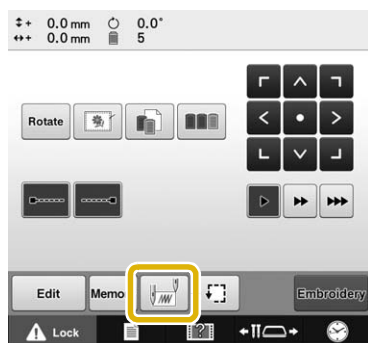 + 0.0 mm 0.0°
+ 0.0 mm 5
Rotate
Edit Memo Embroidery
Lock ?